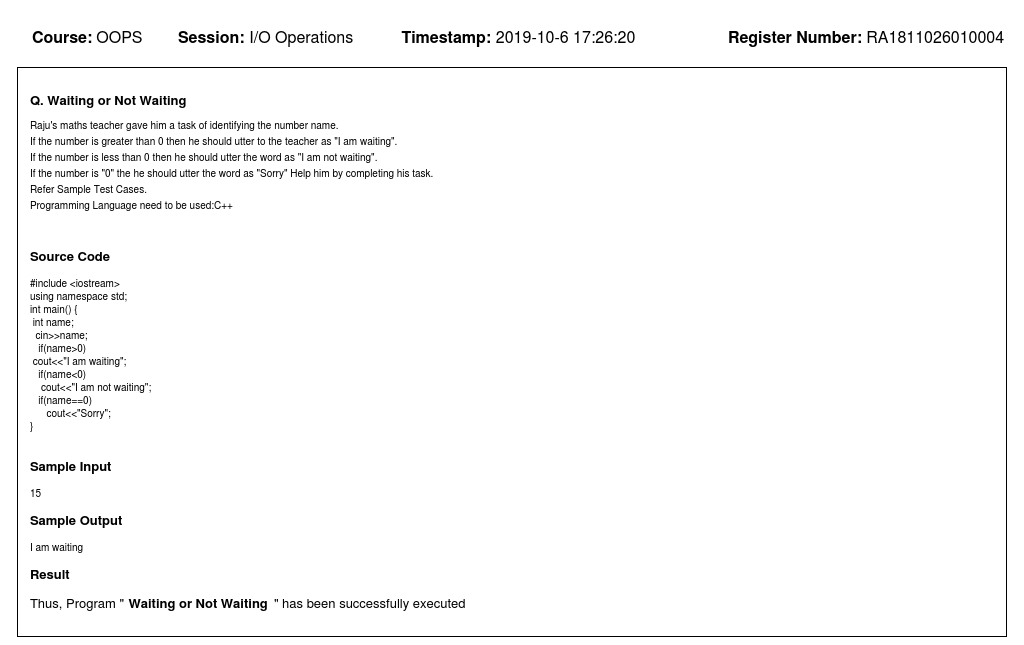 Course: OOPS Session: I/O Operations Timestamp: 2019-10-6 17:26:20 Register Number: RA1811026010004
Q. Waiting or Not Waiting
Raju's maths teacher gave him a task of identifying the number name.
If the number is greater than 0 then he should utter to the teacher as "I am waiting".
If the number is less than 0 then he should utter the word as "I am not waiting".
If the number is "0" the he should utter the word as "Sorry" Help him by completing his task.
Refer Sample Test Cases.
Programming Language need to be used:C++
Source Code
#include <iostream>
using namespace std;
int main() {
int name;
cin>>name;
if(name>0)
cout<<"I am waiting";
if(name<0)
cout<<"I am not waiting";
if(name==0)
cout<<"Sorry";
}
Sample Input
15
Sample Output
I am waiting
Result
Thus, Program " Waiting or Not Waiting " has been successfully executed